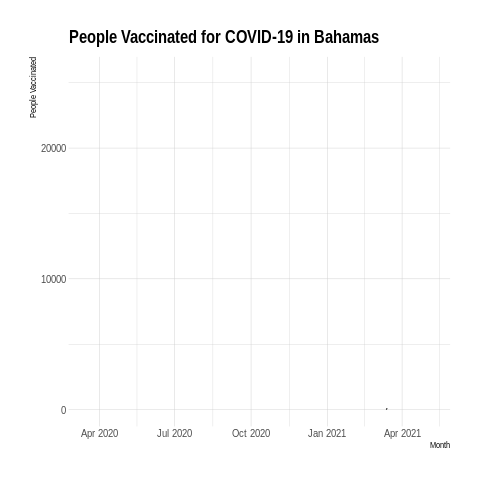 People Vaccinated for COVID-19 in Bahamas
People Vaccinated
20000
10000
0
Apr 2020 Jul 2020 Oct 2020 Jan 2021 Apr 2021
Month